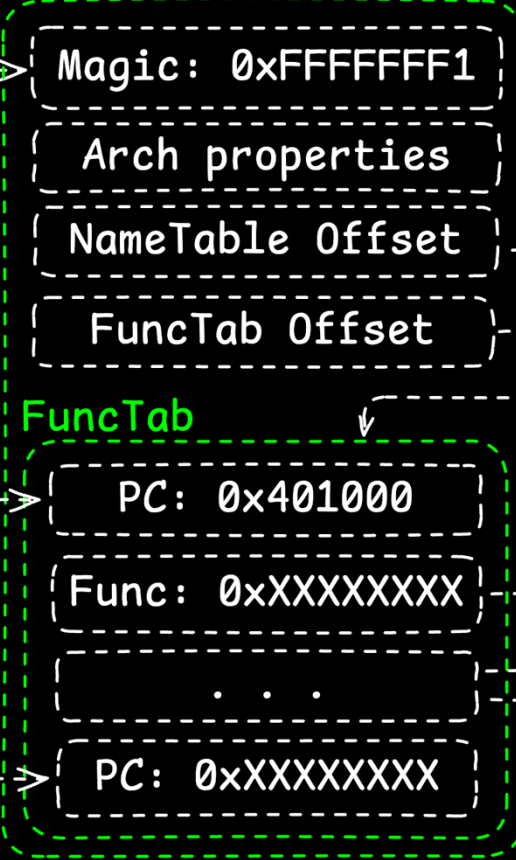 Magic: 0xFFFFFFF1
Arch properties
NameTable Offset
FuncTab Offset
FuncTab
PC: 0x401000
Func: 0xXXXXXXXX
. . .
PC: 0xXXXXXXXX